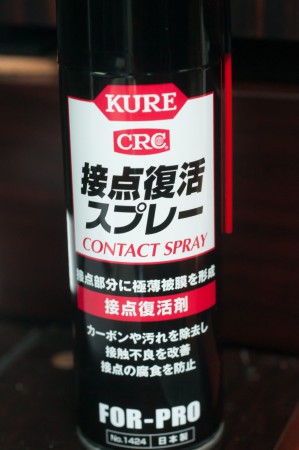 KURE
CRC
接点復活
スプレー
CONTACT SPRAY
接点部分に極薄被膜を形成
接点復活剤
カーボンや汚れを除去し
接触不良を改善
接点の腐食を防止
FOR-PRO
No.1424 日本製